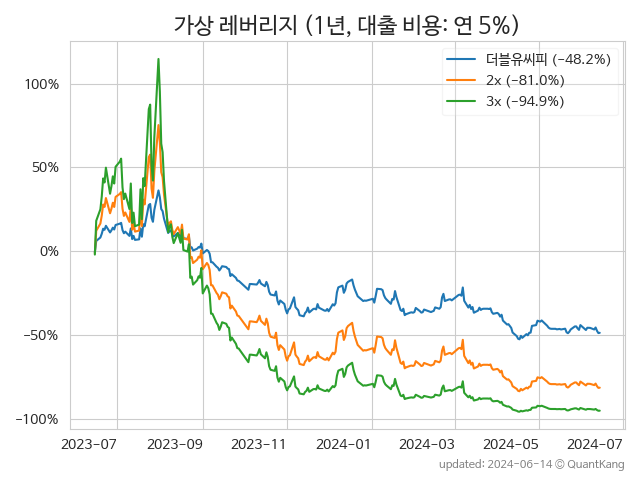 가상 레버리지 (1년, 대출 비용: 연 5%)
더블유씨피 (−48.2%)
2x (−81.0%)
3x (−94.9%)
100%
50%
0%
−50%
−100%
2023-07 2023-09 2023-11 2024-01 2024-03 2024-05 2024-07
updated: 2024-06-14 © QuantKang